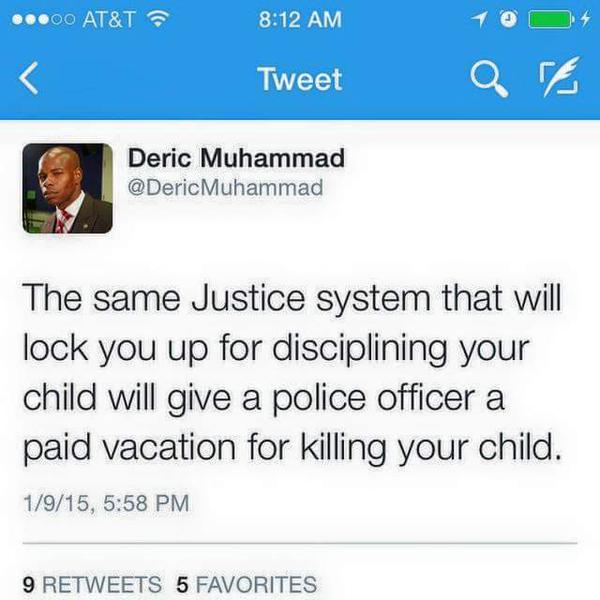 AT&T 8:12 AM
Tweet
Deric Muhammad
@DericMuhammad
The same Justice system that will
lock you up for disciplining your
child will give a police officer a
paid vacation for killing your child.
1/9/15, 5:58 PM
9 RETWEETS 5 FAVORITES